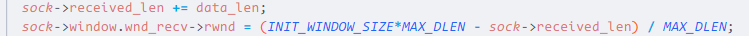 sock->received_len += data_len;
sock->window.wnd_recv->rwnd = (INIT_WINDOW_SIZE*MAX_DLEN - sock->received_len) / MAX_DLEN;